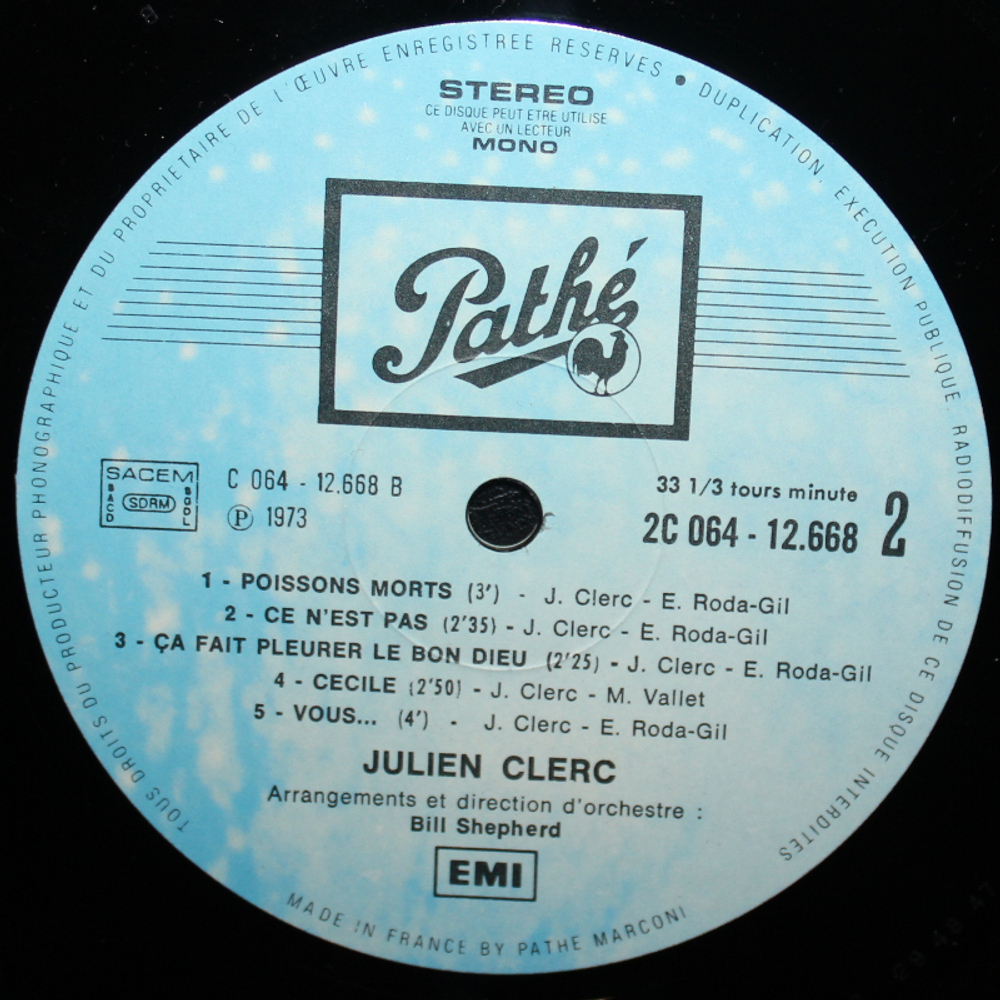 TOUS DROITS DU PRODUCTEUR PHONOGRAPHIQUE ET DU PROPRIETAIRE DE L'ŒUVRE ENREGISTREE RESERVES • DUPLICATION, EXECUTION PUBLIQUE, RADIODIFFUSION DE CE DISQUE INTERDITES
STEREO
CE DISQUE PEUT ETRE UTILISE
AVEC UN LECTEUR
MONO
Pathé
SACEM
SACD
SDRM
SGDL
C 064 - 12.668 B
Ⓟ 1973
33 1/3 tours minute
2C 064 - 12.668
2
1 - POISSONS MORTS (3') - J. Clerc - E. Roda-Gil
2 - CE N'EST PAS (2'35) - J. Clerc - E. Roda-Gil
3 - ÇA FAIT PLEURER LE BON DIEU (2'25) - J. Clerc - E. Roda-Gil
4 - CECILE (2'50) - J. Clerc - M. Vallet
5 - VOUS... (4') - J. Clerc - E. Roda-Gil
JULIEN CLERC
Arrangements et direction d'orchestre :
Bill Shepherd
EMI
MADE IN FRANCE BY PATHE MARCONI